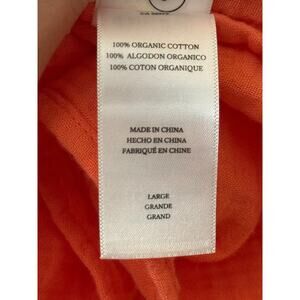 100% ORGANIC COTTON
100% ALGODON ORGANICO
100% COTON ORGANIQUE
MADE IN CHINA
HECHO EN CHINA
FABRIQUÉ EN CHINE
LARGE
GRANDE
GRAND